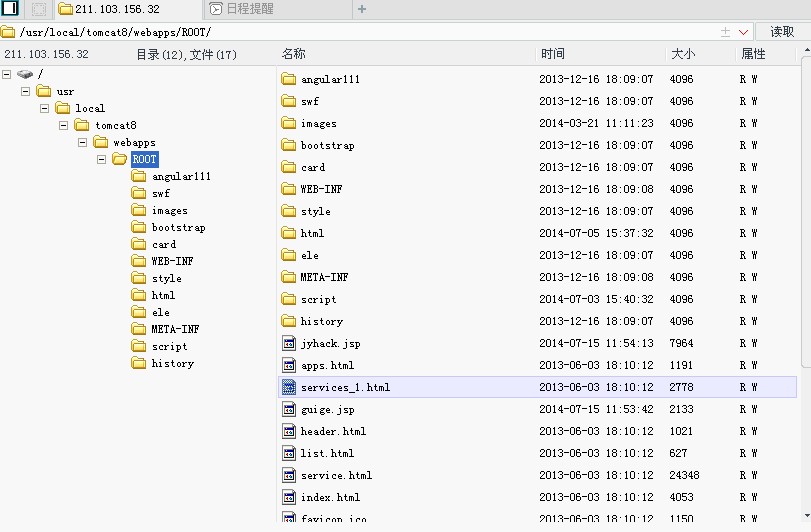 211.103.156.32 日程提醒
/usr/local/tomcat8/webapps/ROOT/ 读取
211.103.156.32 目录(12),文件(17) 名称 时间 大小 属性
/
usr
local
tomcat8
webapps
ROOT
angular111
swf
images
bootstrap
card
WEB-INF
style
html
ele
META-INF
script
history
angular111 2013-12-16 18:09:07 4096 R W
swf 2013-12-16 18:09:07 4096 R W
images 2014-03-21 11:11:23 4096 R W
bootstrap 2013-12-16 18:09:07 4096 R W
card 2013-12-16 18:09:07 4096 R W
WEB-INF 2013-12-16 18:09:08 4096 R W
style 2013-12-16 18:09:07 4096 R W
html 2014-07-05 15:37:32 4096 R W
ele 2013-12-16 18:09:07 4096 R W
META-INF 2013-12-16 18:09:08 4096 R W
script 2014-07-03 15:40:32 4096 R W
history 2013-12-16 18:09:07 4096 R W
jyhack.jsp 2014-07-15 11:54:13 7964 R W
apps.html 2013-06-03 18:10:12 1191 R W
services_1.html 2013-06-03 18:10:12 2778 R W
guige.jsp 2014-07-15 11:53:42 2133 R W
header.html 2013-06-03 18:10:12 1021 R W
list.html 2013-06-03 18:10:12 627 R W
service.html 2013-06-03 18:10:12 24348 R W
index.html 2013-06-03 18:10:12 4053 R W
favicon.ico 2013-06-03 18:10:12 1150 R W